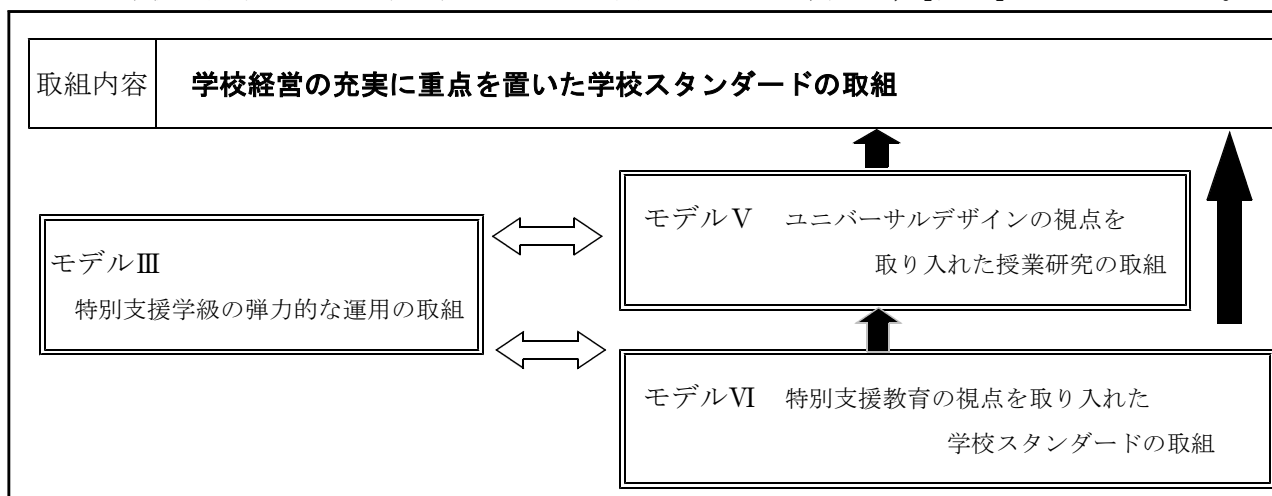 取組内容
学校経営の充実に重点を置いた学校スタンダードの取組
モデルⅤ ユニバーサルデザインの視点を
取り入れた授業研究の取組
モデルⅢ
特別支援学級の弾力的な運用の取組
モデルⅥ 特別支援教育の視点を取り入れた
学校スタンダードの取組